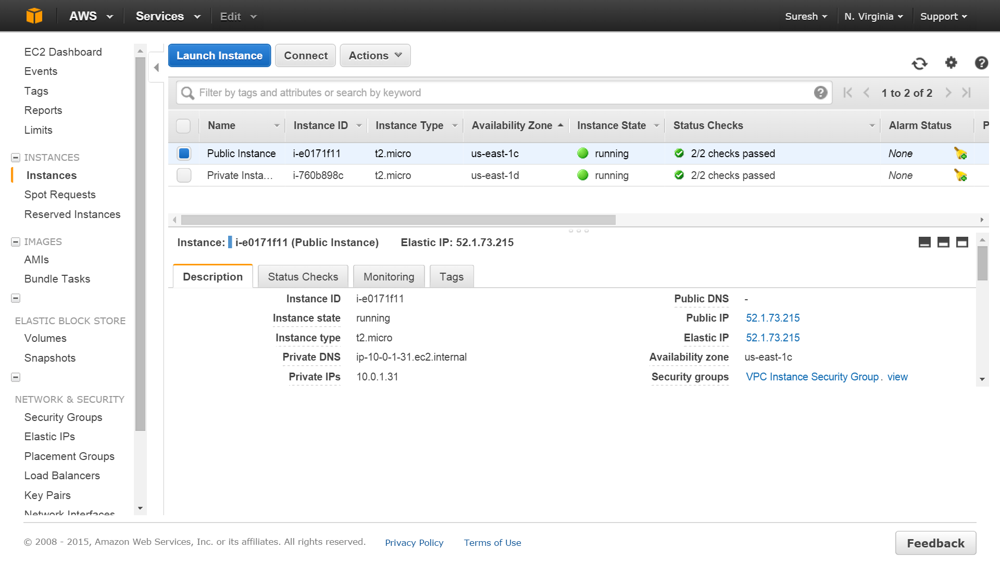 AWS Services Edit Suresh N. Virginia Support
EC2 Dashboard
Events
Tags
Reports
Limits
INSTANCES
Instances
Spot Requests
Reserved Instances
IMAGES
AMIs
Bundle Tasks
ELASTIC BLOCK STORE
Volumes
Snapshots
NETWORK & SECURITY
Security Groups
Elastic IPs
Placement Groups
Load Balancers
Key Pairs
Network Interfaces
Launch Instance Connect Actions
Filter by tags and attributes or search by keyword 1 to 2 of 2
Name Instance ID Instance Type Availability Zone Instance State Status Checks Alarm Status P
Public Instance i-e0171f11 t2.micro us-east-1c running 2/2 checks passed None
Private Insta... i-760b898c t2.micro us-east-1d running 2/2 checks passed None
Instance: i-e0171f11 (Public Instance) Elastic IP: 52.1.73.215
Description Status Checks Monitoring Tags
Instance ID i-e0171f11 Public DNS -
Instance state running Public IP 52.1.73.215
Instance type t2.micro Elastic IP 52.1.73.215
Private DNS ip-10-0-1-31.ec2.internal Availability zone us-east-1c
Private IPs 10.0.1.31 Security groups VPC Instance Security Group. view
© 2008 - 2015, Amazon Web Services, Inc. or its affiliates. All rights reserved. Privacy Policy Terms of Use Feedback